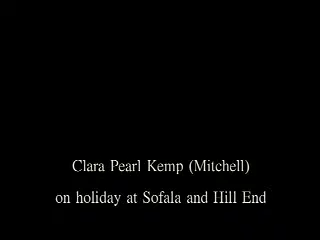 Clara Pearl Kemp (Mitchell)
on holiday at Sofala and Hill End